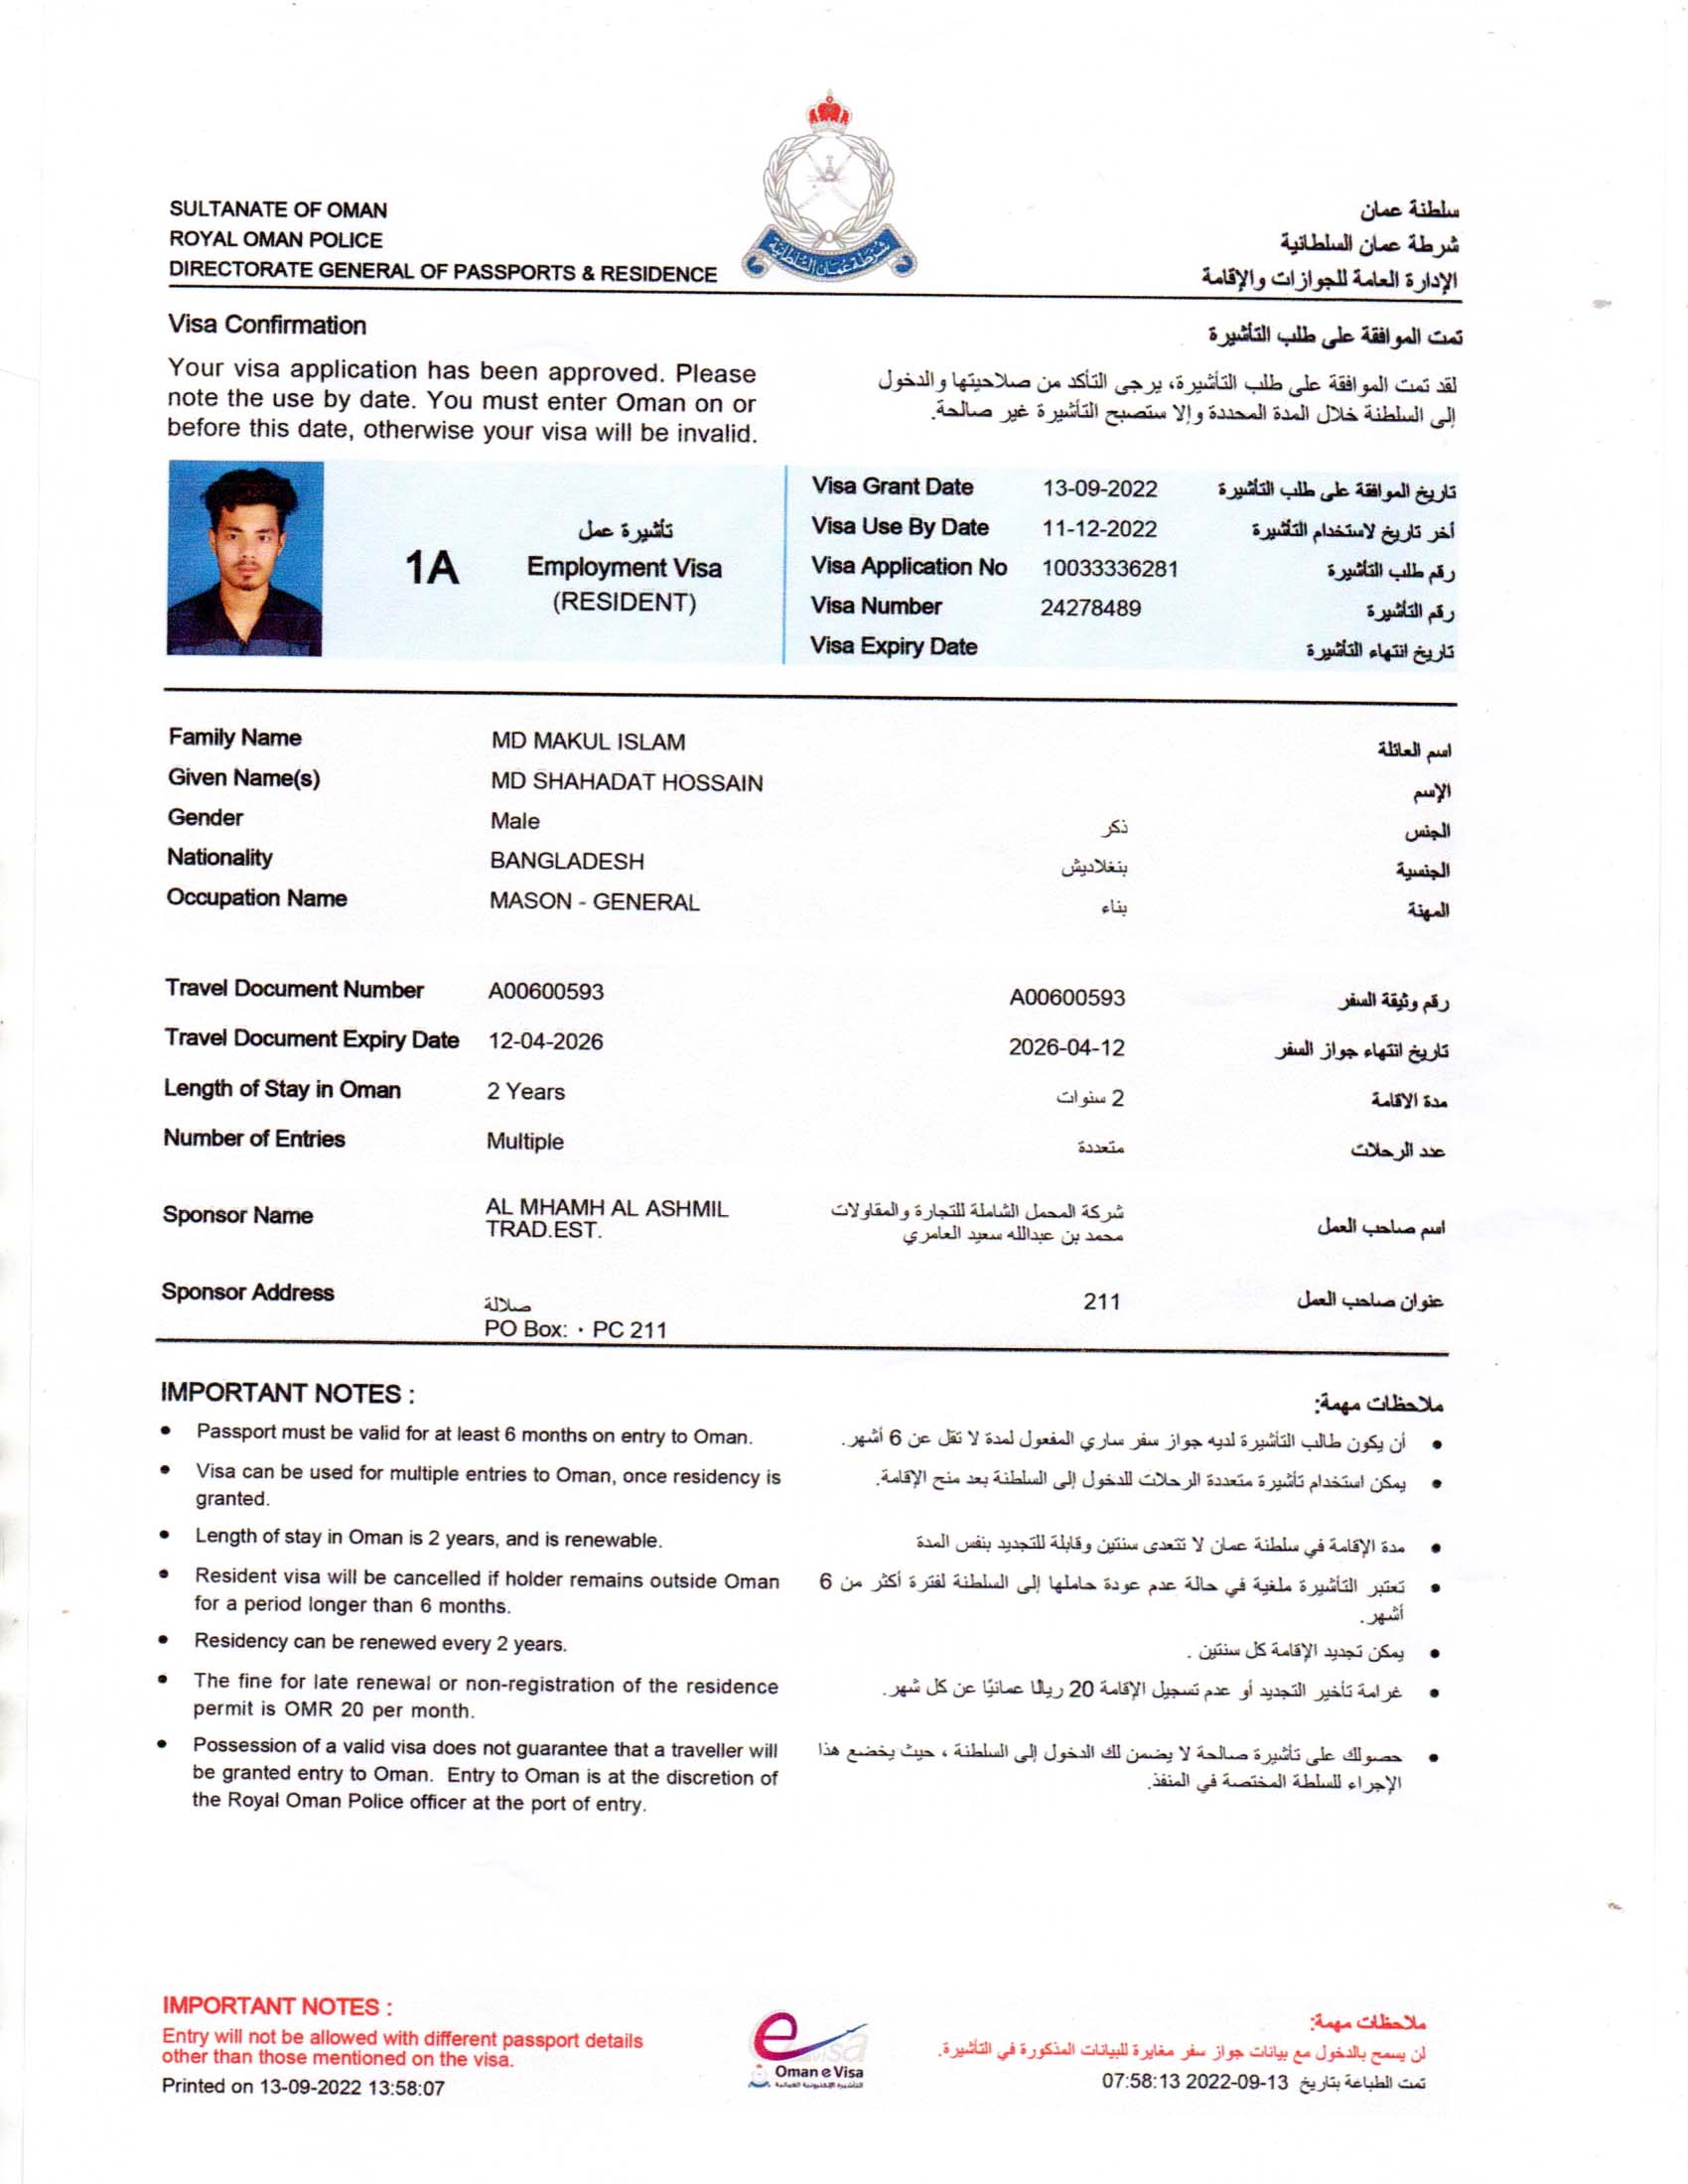 شرطة عمان السلطانية
SULTANATE OF OMAN
ROYAL OMAN POLICE
DIRECTORATE GENERAL OF PASSPORTS & RESIDENCE
سلطنة عمان
شرطة عمان السلطانية
الإدارة العامة للجوازات والإقامة
Visa Confirmation
تمت الموافقة على طلب التأشيرة
Your visa application has been approved. Please
note the use by date. You must enter Oman on or
before this date, otherwise your visa will be invalid.
لقد تمت الموافقة على طلب التأشيرة، يرجى التأكد من صلاحيتها والدخول
إلى السلطنة خلال المدة المحددة وإلا ستصبح التأشيرة غير صالحة.
1A
تأشيرة عمل
Employment Visa
(RESIDENT)
Visa Grant Date 13-09-2022 تاريخ الموافقة على طلب التأشيرة
Visa Use By Date 11-12-2022 أخر تاريخ لاستخدام التأشيرة
Visa Application No 10033336281 رقم طلب التأشيرة
Visa Number 24278489 رقم التأشيرة
Visa Expiry Date تاريخ انتهاء التأشيرة
Family Name MD MAKUL ISLAM اسم العائلة
Given Name(s) MD SHAHADAT HOSSAIN الإسم
Gender Male ذكر الجنس
Nationality BANGLADESH بنغلاديش الجنسية
Occupation Name MASON - GENERAL بناء المهنة
Travel Document Number A00600593 A00600593 رقم وثيقة السفر
Travel Document Expiry Date 12-04-2026 2026-04-12 تاريخ انتهاء جواز السفر
Length of Stay in Oman 2 Years 2 سنوات مدة الاقامة
Number of Entries Multiple متعددة عدد الرحلات
Sponsor Name AL MHAMH AL ASHMIL
TRAD.EST.
شركة المحمل الشاملة للتجارة والمقاولات
محمد بن عبدالله سعيد العامري
اسم صاحب العمل
Sponsor Address صلالة
PO Box: ٠ PC 211
211 عنوان صاحب العمل
IMPORTANT NOTES :
• Passport must be valid for at least 6 months on entry to Oman.
• Visa can be used for multiple entries to Oman, once residency is
granted.
• Length of stay in Oman is 2 years, and is renewable.
• Resident visa will be cancelled if holder remains outside Oman
for a period longer than 6 months.
• Residency can be renewed every 2 years.
• The fine for late renewal or non-registration of the residence
permit is OMR 20 per month.
• Possession of a valid visa does not guarantee that a traveller will
be granted entry to Oman. Entry to Oman is at the discretion of
the Royal Oman Police officer at the port of entry.
ملاحظات مهمة:
• أن يكون طالب التأشيرة لديه جواز سفر ساري المفعول لمدة لا تقل عن 6 أشهر.
• يمكن استخدام تأشيرة متعددة الرحلات للدخول إلى السلطنة بعد منح الإقامة.
• مدة الإقامة في سلطنة عمان لا تتعدى سنتين وقابلة للتجديد بنفس المدة
• تعتبر التأشيرة ملغية في حالة عدم عودة حاملها إلى السلطنة لفترة أكثر من 6
أشهر.
• يمكن تجديد الإقامة كل سنتين .
• غرامة تأخير التجديد أو عدم تسجيل الإقامة 20 ريالا عمانيًا عن كل شهر.
• حصولك على تأشيرة صالحة لا يضمن لك الدخول إلى السلطنة ، حيث يخضع هذا
الإجراء للسلطة المختصة في المنفذ.
IMPORTANT NOTES :
Entry will not be allowed with different passport details
other than those mentioned on the visa.
Printed on 13-09-2022 13:58:07
e visa
Oman e Visa
التأشيرة الإلكترونية العمانية
ملاحظات مهمة:
لن يسمح بالدخول مع بيانات جواز سفر مغايرة للبيانات المذكورة في التأشيرة.
تمت الطباعة بتاريخ 13-09-2022 07:58:13